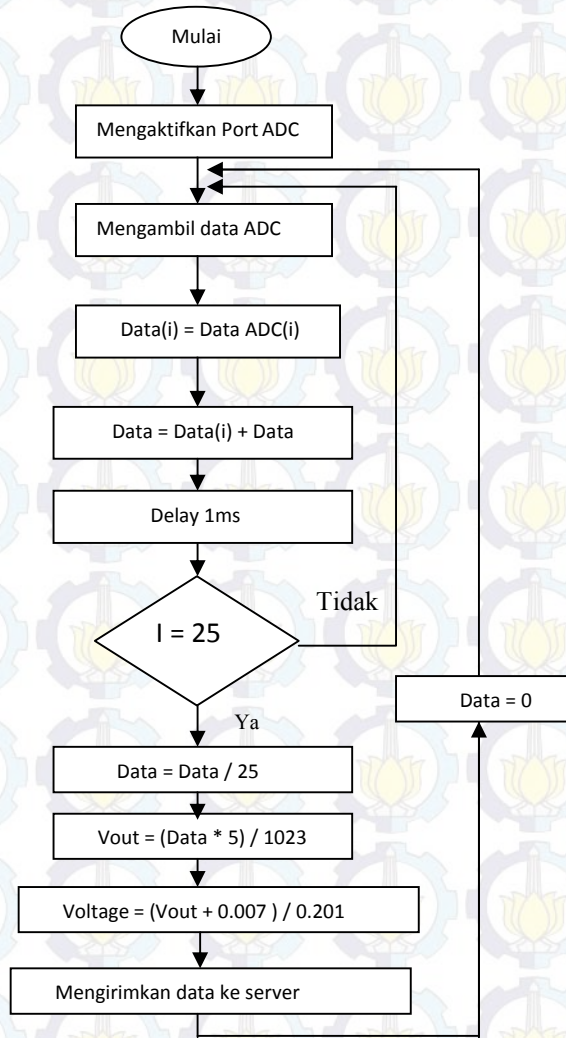 Mulai
Mengaktifkan Port ADC
Mengambil data ADC
Data(i) = Data ADC(i)
Data = Data(i) + Data
Delay 1ms
I = 25
Tidak
Ya
Data = 0
Data = Data / 25
Vout = (Data * 5) / 1023
Voltage = (Vout + 0.007 ) / 0.201
Mengirimkan data ke server